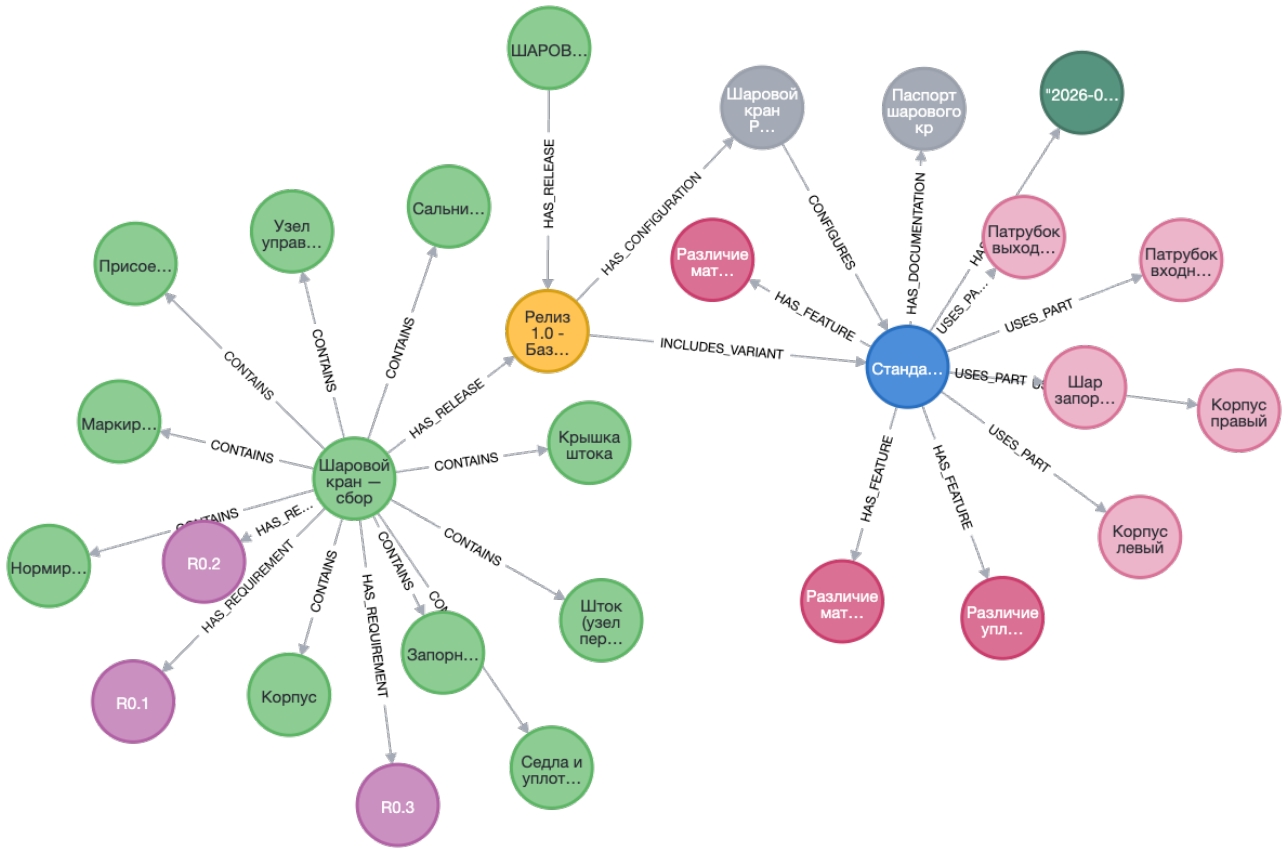 ШАРОВ...
Шаровой
кран
Р...
Паспорт
шарового
кр
"2026-0...
HAS_RELEASE
HAS_CONFIGURATION
CONFIGURES
HAS_DOCUMENTATION
Сальни...
Узел
управ...
Присое...
Различие
мат...
Патрубок
выход...
Патрубок
входн...
HAS_FEATURE
USES_PA...
USES_PART
CONTAINS
CONTAINS
CONTAINS
Релиз
1.0 -
Баз...
INCLUDES_VARIANT
Станда...
USES_PART
Шар
запор...
Корпус
правый
HAS_RELEASE
Маркир...
CONTAINS
Шаровой
кран —
сбор
CONTAINS
Крышка
штока
HAS_FEATURE
HAS_FEATURE
USES_PART
Корпус
левый
CONTAINS
HAS_RE...
Нормир...
R0.2
HAS_REQUIREMENT
CONTAINS
HAS_REQUIREMENT
CONTAINS
CONTAINS
Шток
(узел
пер...
Различие
мат...
Различие
упл...
R0.1
Корпус
Запорн...
Седла и
уплот...
R0.3